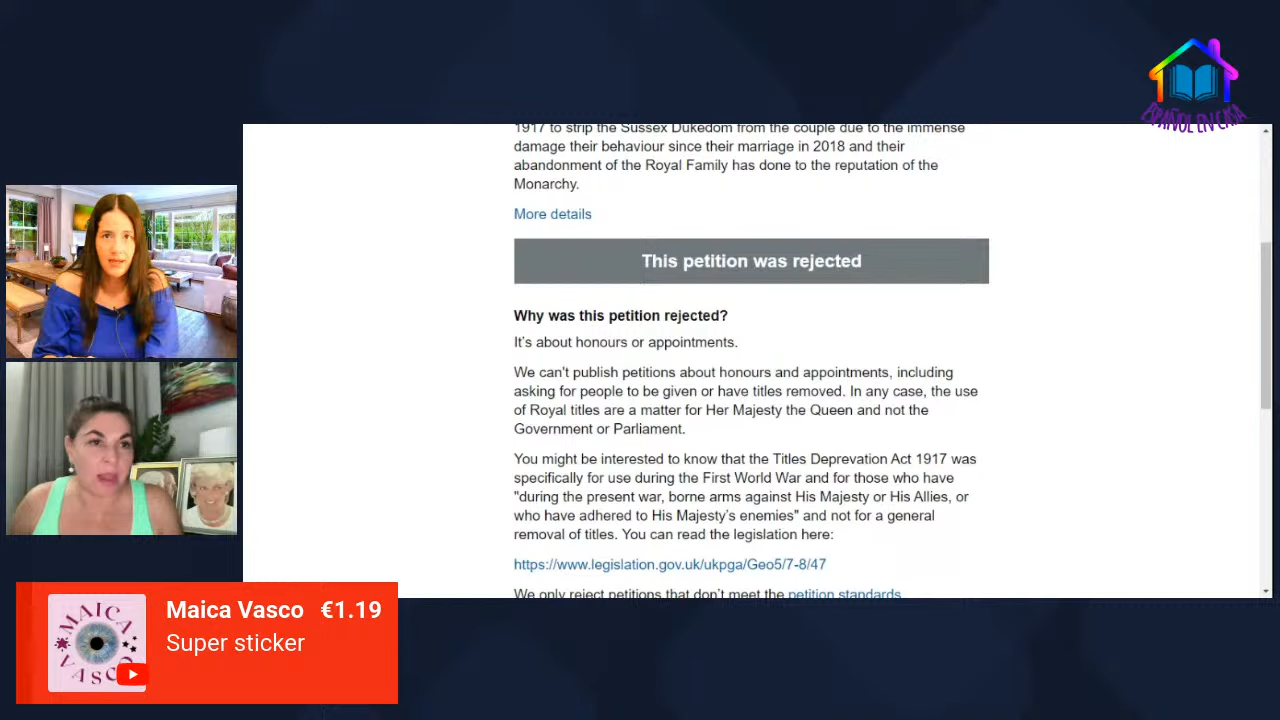 ESPAÑOL EN CASA
1917 to strip the Sussex Dukedom from the couple due to the immense
damage their behaviour since their marriage in 2018 and their
abandonment of the Royal Family has done to the reputation of the
Monarchy.
More details
This petition was rejected
Why was this petition rejected?
It's about honours or appointments.
We can't publish petitions about honours and appointments, including
asking for people to be given or have titles removed. In any case, the use
of Royal titles are a matter for Her Majesty the Queen and not the
Government or Parliament.
You might be interested to know that the Titles Deprevation Act 1917 was
specifically for use during the First World War and for those who have
"during the present war, borne arms against His Majesty or His Allies, or
who have adhered to His Majesty's enemies" and not for a general
removal of titles. You can read the legislation here:
https://www.legislation.gov.uk/ukpga/Geo5/7-8/47
We only reject petitions that don't meet the petition standards
Maica Vasco €1.19
Super sticker
MAICA
VASCO